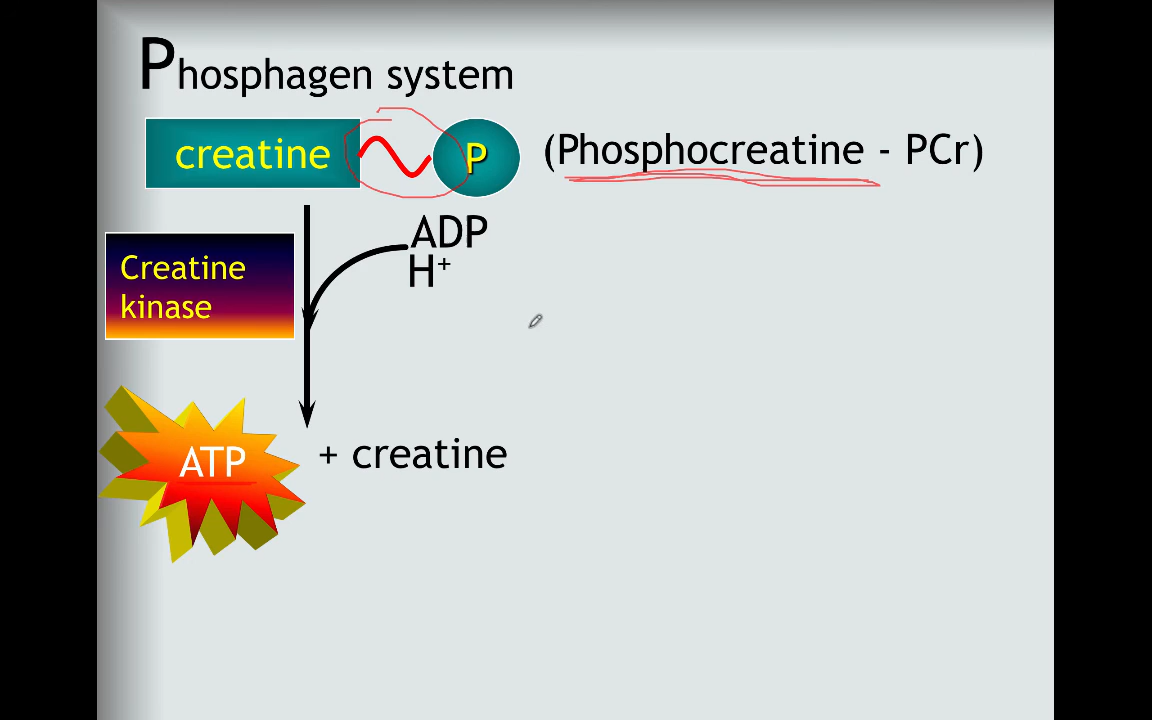 Phosphagen system
creatine P (Phosphocreatine - PCr)
ADP
H⁺
Creatine
kinase
ATP + creatine